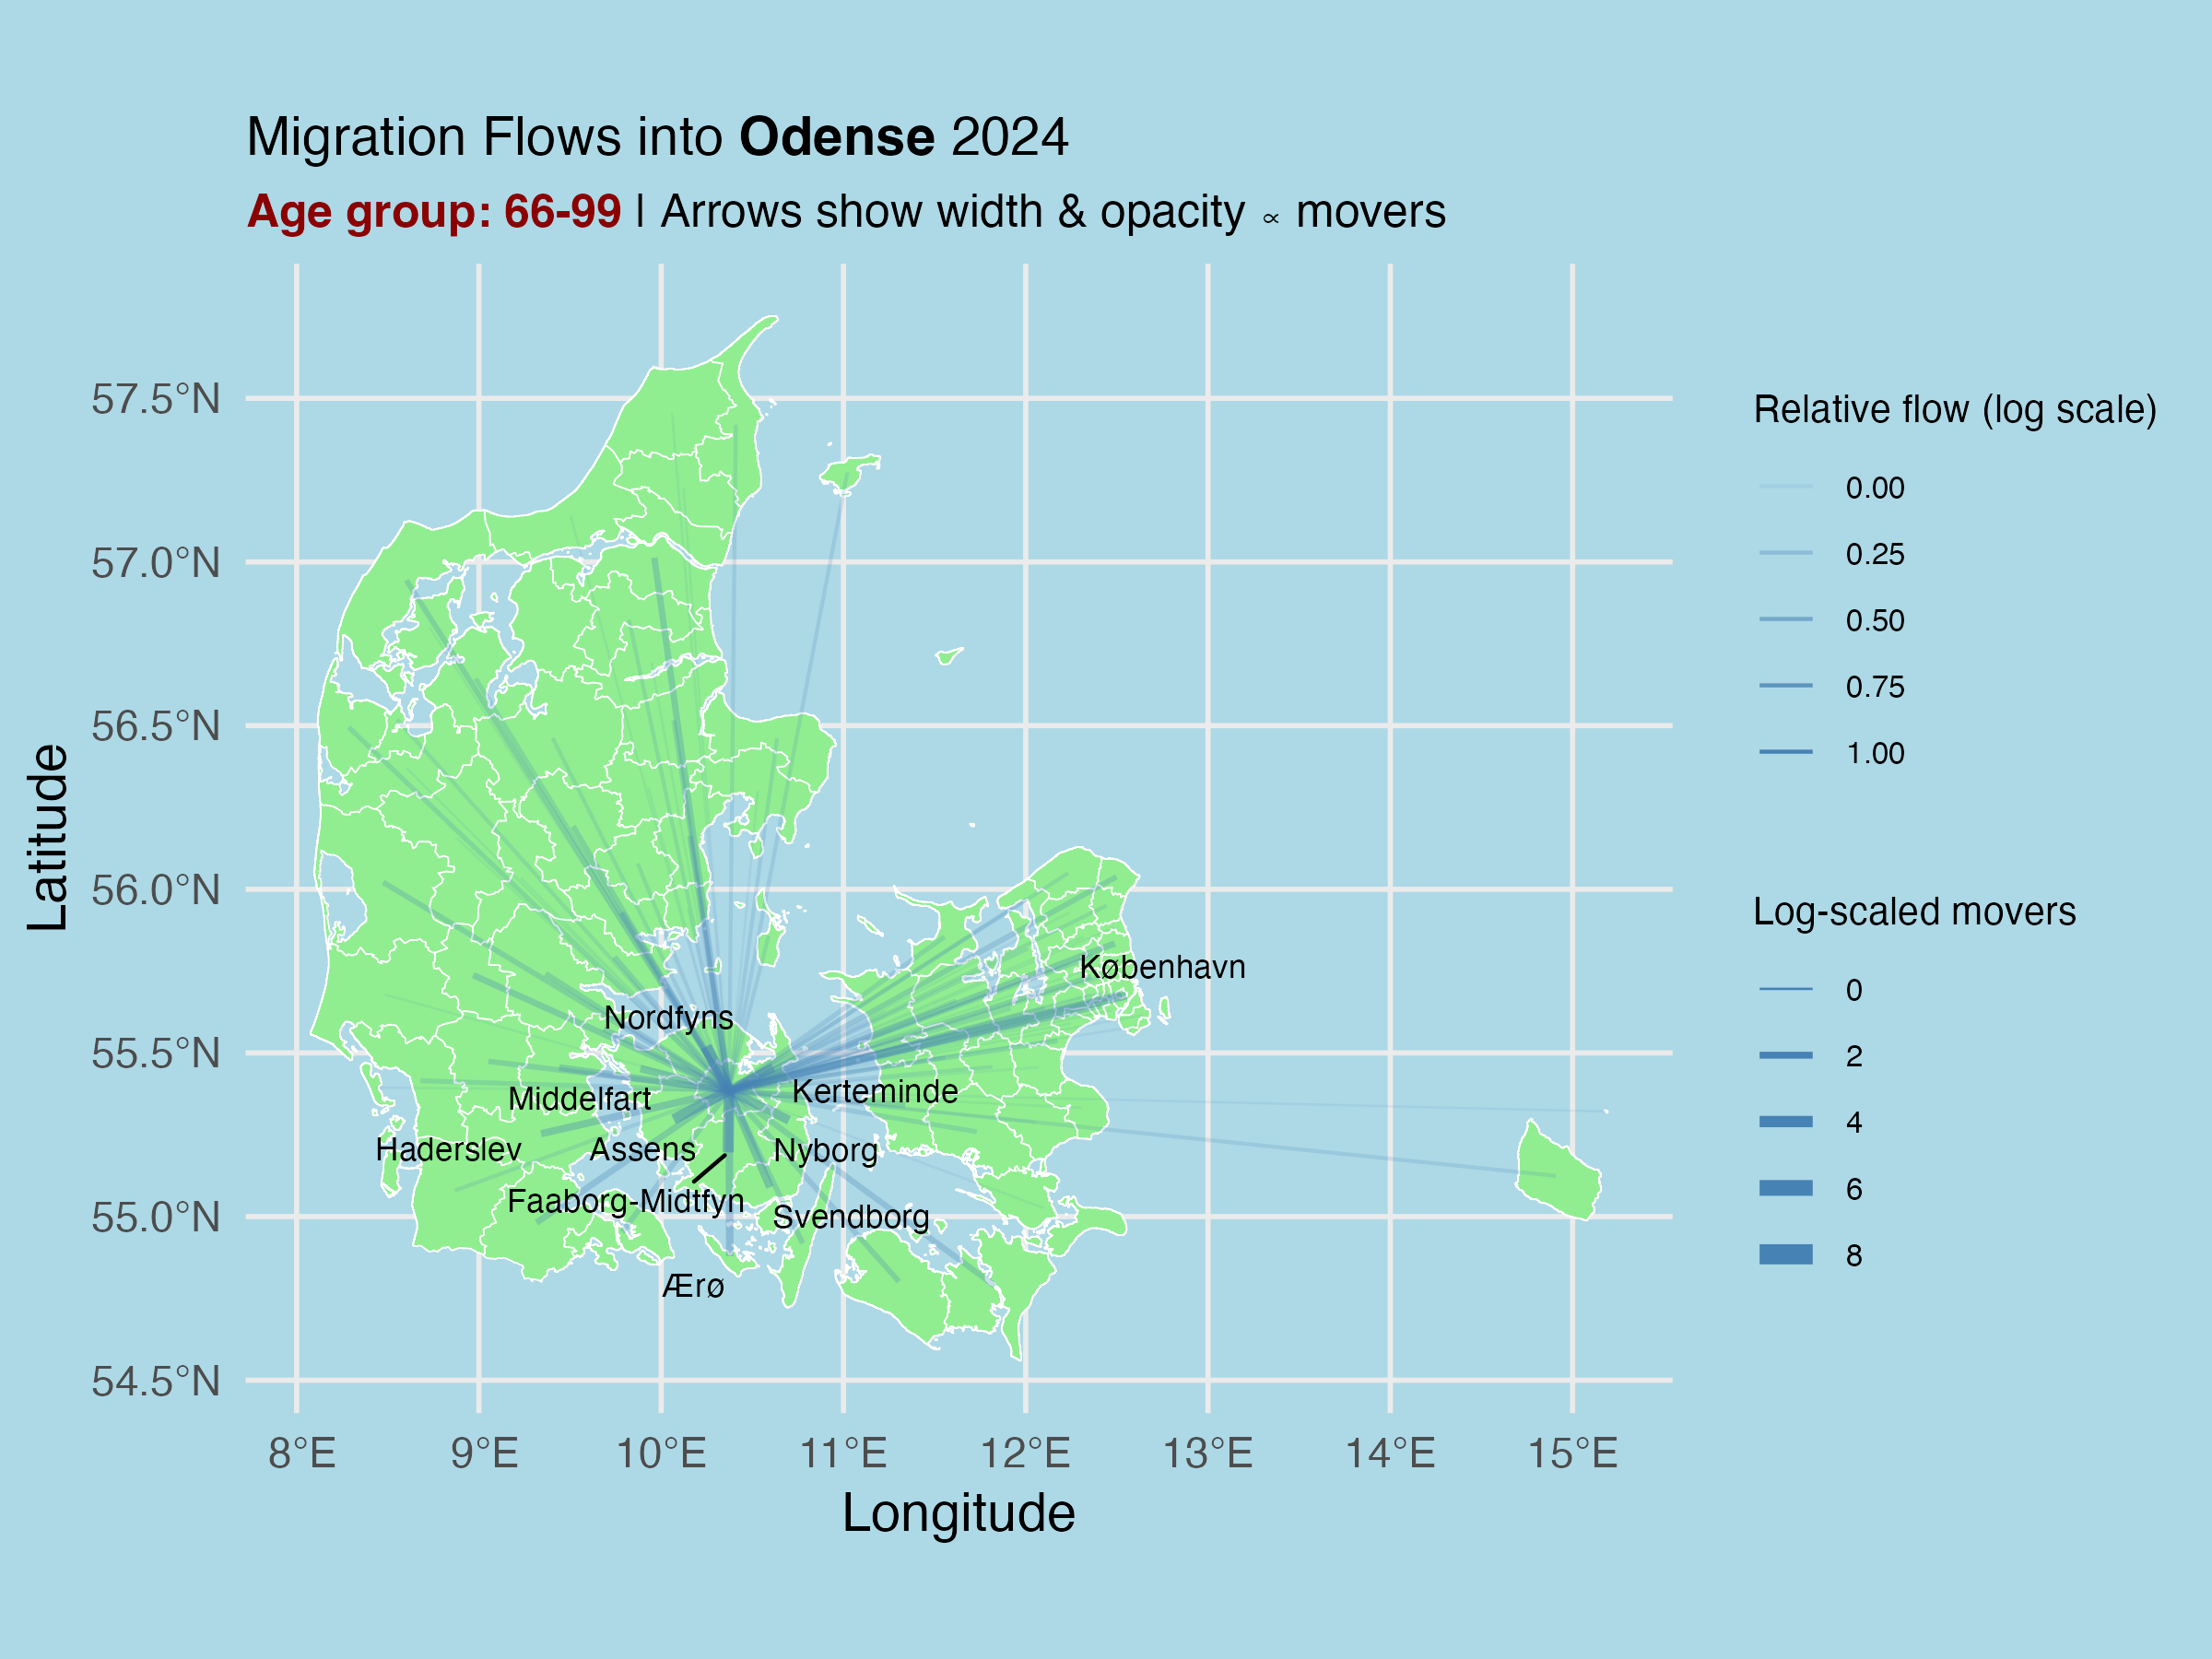 Migration Flows into Odense 2024
Age group: 66-99 | Arrows show width & opacity ∝ movers
57.5°N
57.0°N
56.5°N
56.0°N
55.5°N
55.0°N
54.5°N
Latitude
København
Nordfyns
Middelfart
Kerteminde
Haderslev
Assens
Nyborg
Faaborg-Midtfyn
Svendborg
Ærø
8°E
9°E
10°E
11°E
12°E
13°E
14°E
15°E
Longitude
Relative flow (log scale)
0.00
0.25
0.50
0.75
1.00
Log-scaled movers
0
2
4
6
8